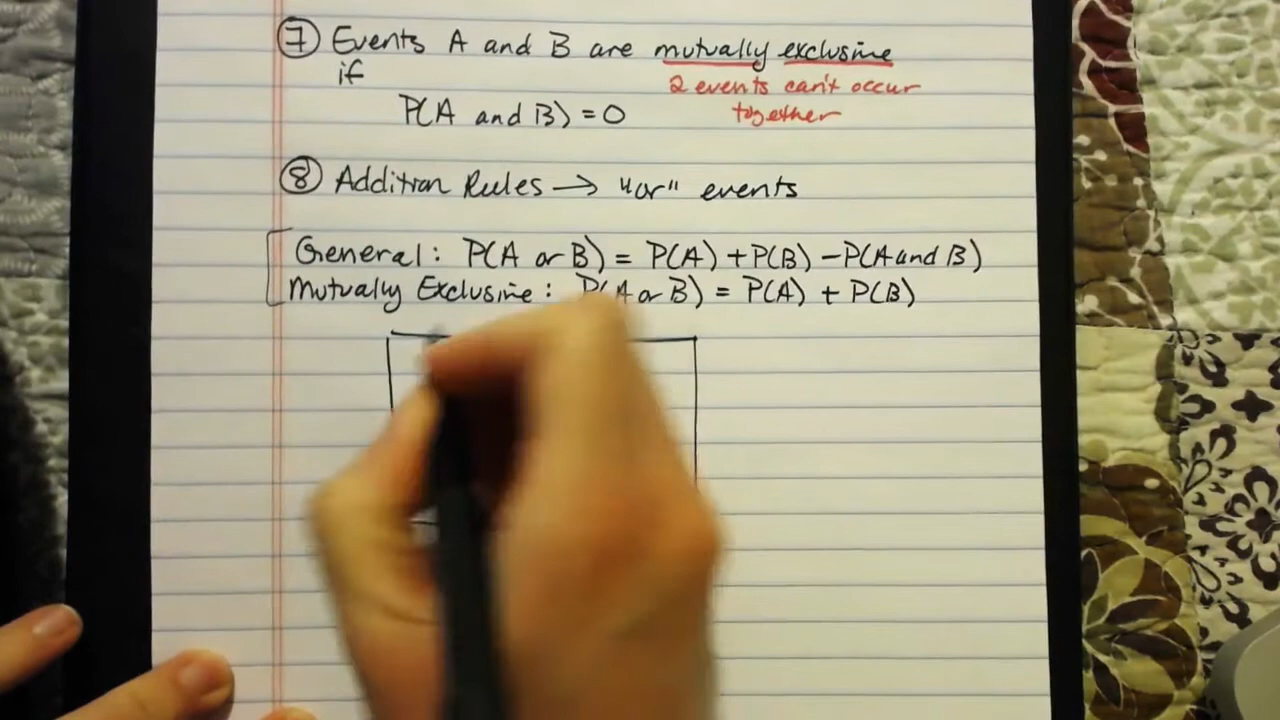 ⑦ Events A and B are mutually exclusive
if
2 events can't occur
together
P(A and B) = 0
⑧ Addition Rules → "or" events
General: P(A or B) = P(A) + P(B) - P(A and B)
Mutually Exclusive: P(A or B) = P(A) + P(B)